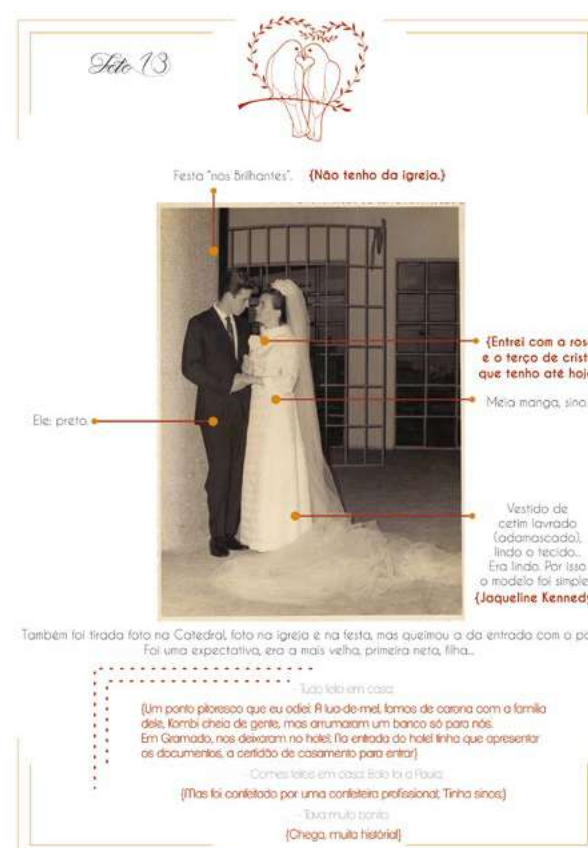 Foto 13
Festa "nos Brilhantes". {Não tenho da igreja.}
{Entrei com a rosa
e o terço de crist
que tenho até hoje
Meia manga, sino.
Ele: preto.
Vestido de
cetim lavrado
(adamascado),
lindo o tecido...
Era lindo. Por isso
o modelo foi simple
{Jaqueline Kennedy
Também foi tirada foto na Catedral, foto na igreja e na festa, mas queimou a da entrada com o pa
Foi uma expectativa, era a mais velha, primeira neta, filha...
- Tudo feito em casa;
{Um ponto pitoresco que eu odiei: A lua-de-mel, fomos de carona com a família
dele, Kombi cheia de gente, mas arrumaram um banco só para nós.
Em Gramado, nos deixaram no hotel; Na entrada do hotel tinha que apresentar
os documentos, a certidão de casamento para entrar}
- Comes feitos em casa; Bolo foi a Paura;
{Mas foi confeitado por uma confeiteira profissional; Tinha sinos;}
- Tava muito bonito.
{Chega, muita história!}